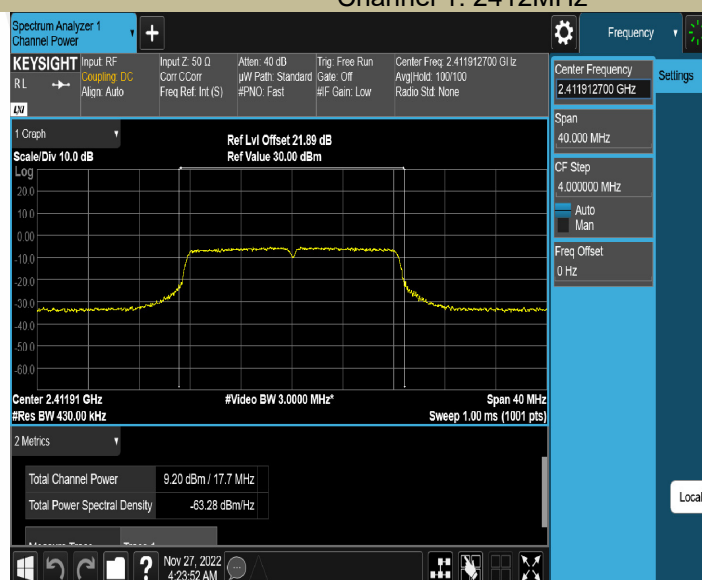 Channel 1: 2412MHz
Spectrum Analyzer 1
Channel Power
Frequency
KEYSIGHT Input: RF Input Z: 50 Ω Atten: 40 dB Trig: Free Run Center Freq: 2.411912700 GHz
RL Coupling: DC Corr CCorr µW Path: Standard Gate: Off Avg|Hold: 100/100
Align: Auto Freq Ref: Int (S) #PNO: Fast #IF Gain: Low Radio Std: None
LXI
Center Frequency
2.411912700 GHz
Settings
Span
40.000 MHz
CF Step
4.000000 MHz
Auto
Man
Freq Offset
0 Hz
1 Graph
Ref Lvl Offset 21.89 dB
Scale/Div 10.0 dB Ref Value 30.00 dBm
Log
20.0
10.0
0.00
-10.0
-20.0
-30.0
-40.0
-50.0
-60.0
Center 2.41191 GHz #Video BW 3.0000 MHz* Span 40 MHz
#Res BW 430.00 kHz Sweep 1.00 ms (1001 pts)
2 Metrics
Total Channel Power 9.20 dBm / 17.7 MHz
Total Power Spectral Density -63.28 dBm/Hz
Local
? Nov 27, 2022
4:23:52 AM